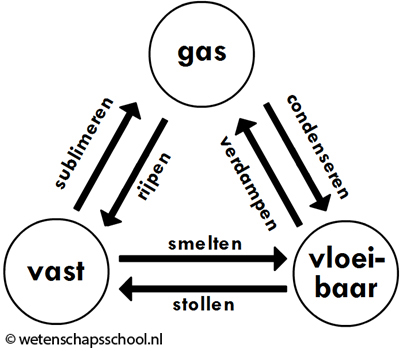 gas
sublimeren
rijpen
verdampen
condenseren
vast
smelten
stollen
vloei-
baar
© wetenschapsschool.nl